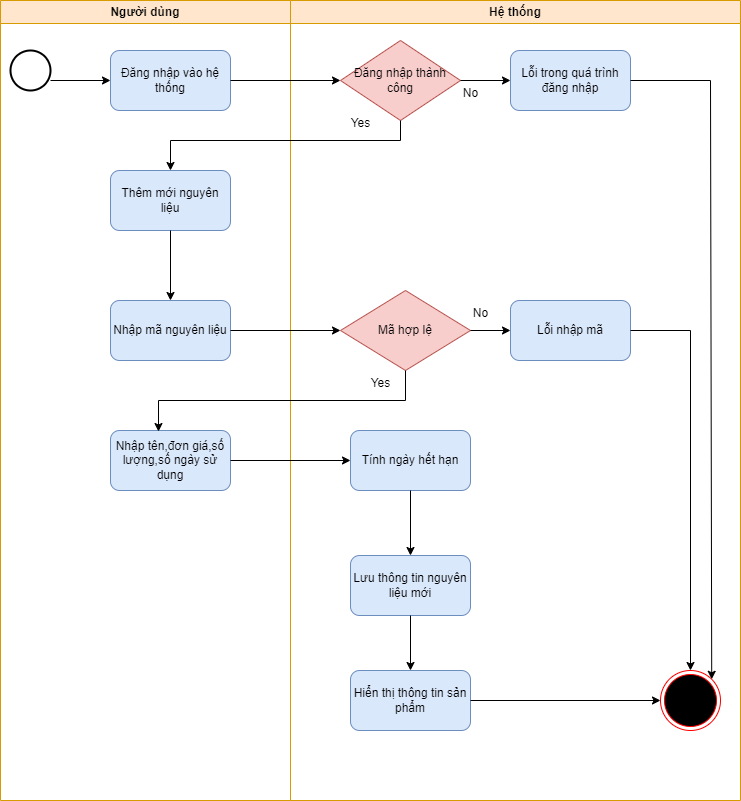 Người dùng
Hệ thống
Đăng nhập vào hệ
thống
Đăng nhập thành
công
No
Lỗi trong quá trình
đăng nhập
Yes
Thêm mới nguyên
liệu
Nhập mã nguyên liệu
Mã hợp lệ
No
Lỗi nhập mã
Yes
Nhập tên,đơn giá,số
lượng,số ngày sử
dụng
Tính ngày hết hạn
Lưu thông tin nguyên
liệu mới
Hiển thị thông tin sản
phẩm